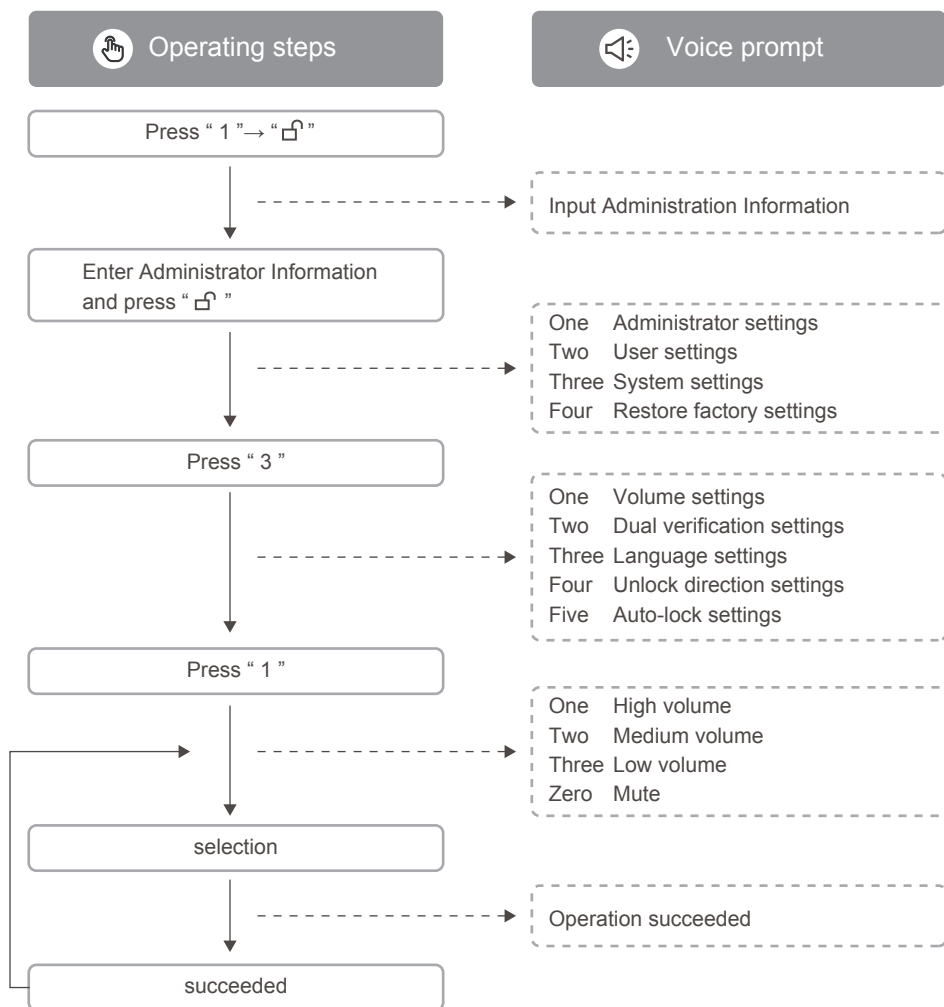 Operating steps
Voice prompt
Press “ 1 ”→ “ ”
Input Administration Information
Enter Administrator Information
and press “ ”
One Administrator settings
Two User settings
Three System settings
Four Restore factory settings
Press “ 3 ”
One Volume settings
Two Dual verification settings
Three Language settings
Four Unlock direction settings
Five Auto-lock settings
Press “ 1 ”
One High volume
Two Medium volume
Three Low volume
Zero Mute
selection
Operation succeeded
succeeded